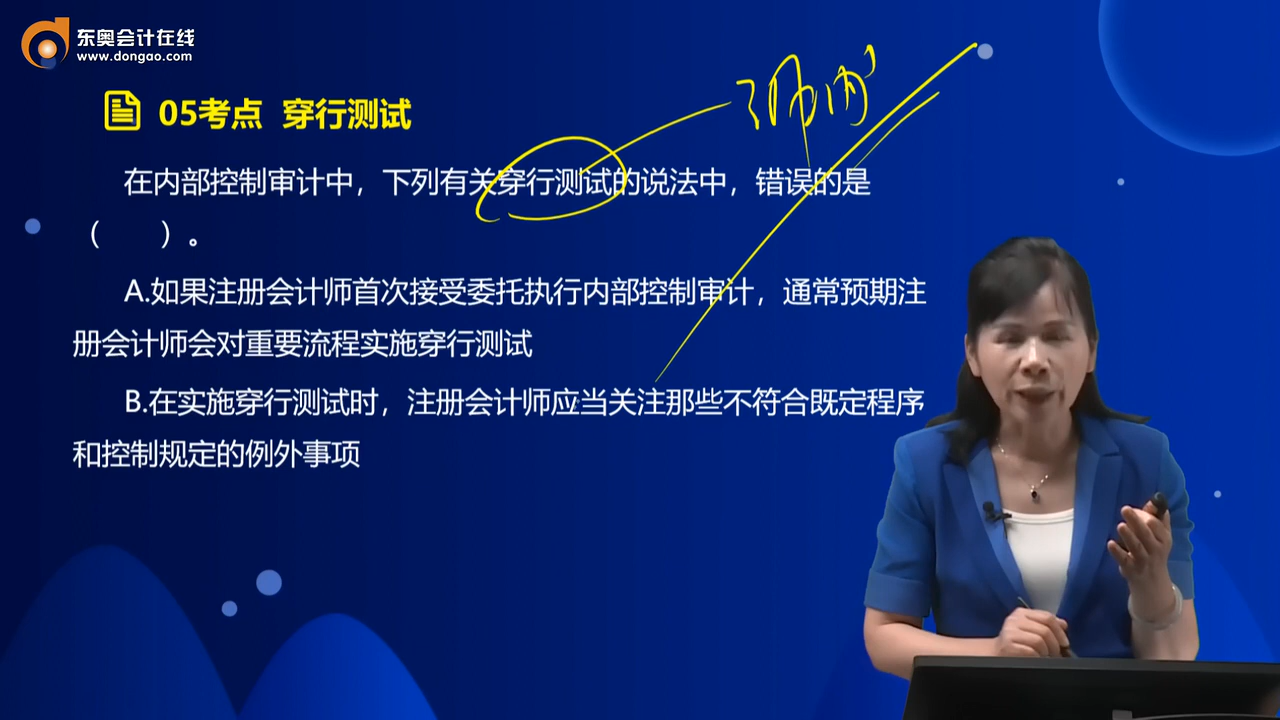 东奥会计在线
www.dongao.com
05考点 穿行测试
在内部控制审计中，下列有关穿行测试的说法中，错误的是
（ ）。
A.如果注册会计师首次接受委托执行内部控制审计，通常预期注
册会计师会对重要流程实施穿行测试
B.在实施穿行测试时，注册会计师应当关注那些不符合既定程序
和控制规定的例外事项